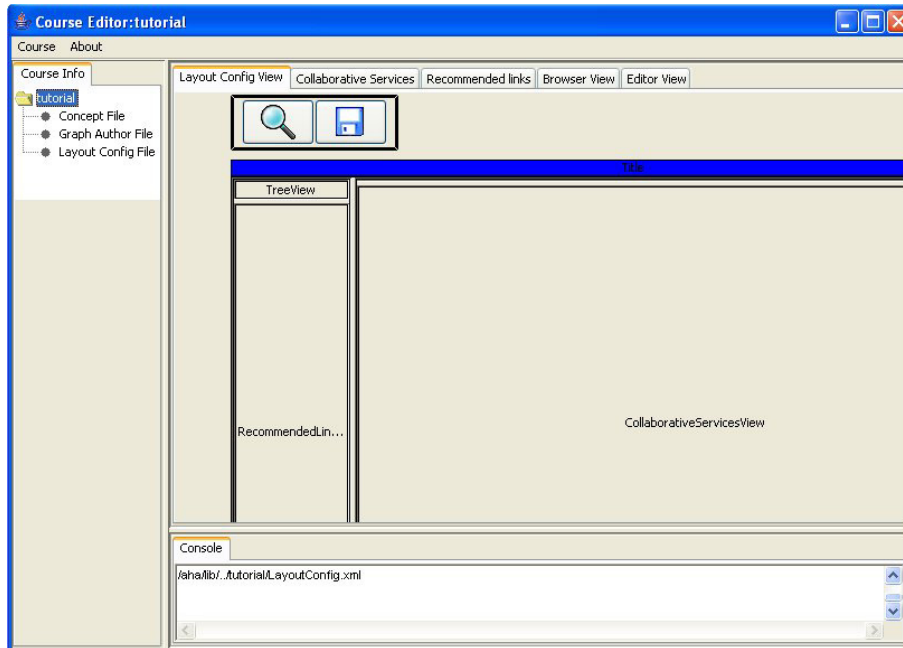 Course Editor:tutorial
Course About
Course Info
tutorial
Concept File
Graph Author File
Layout Config File
Layout Config View Collaborative Services Recommended links Browser View Editor View
Title
TreeView
RecommendedLin...
CollaborativeServicesView
Console
/aha/lib/../tutorial/LayoutConfig.xml